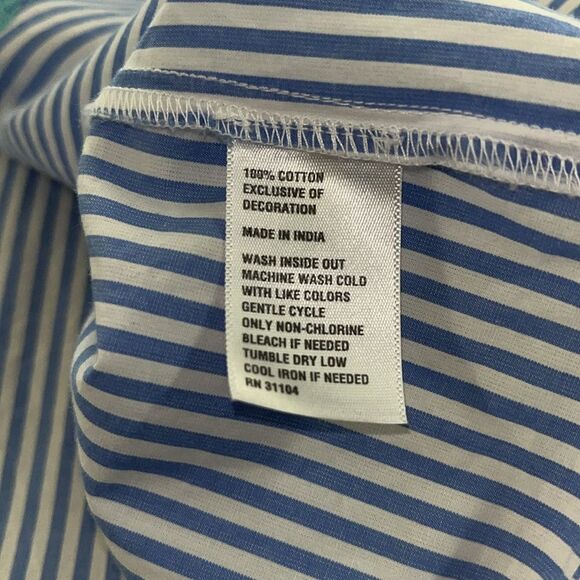 100% COTTON
EXCLUSIVE OF
DECORATION
MADE IN INDIA
WASH INSIDE OUT
MACHINE WASH COLD
WITH LIKE COLORS
GENTLE CYCLE
ONLY NON-CHLORINE
BLEACH IF NEEDED
TUMBLE DRY LOW
COOL IRON IF NEEDED
RN 31104